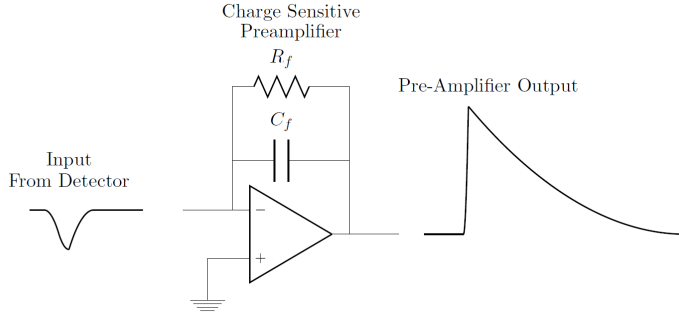 Charge Sensitive
Preamplifier
R_f
Pre-Amplifier Output
C_f
Input
From Detector
−
+